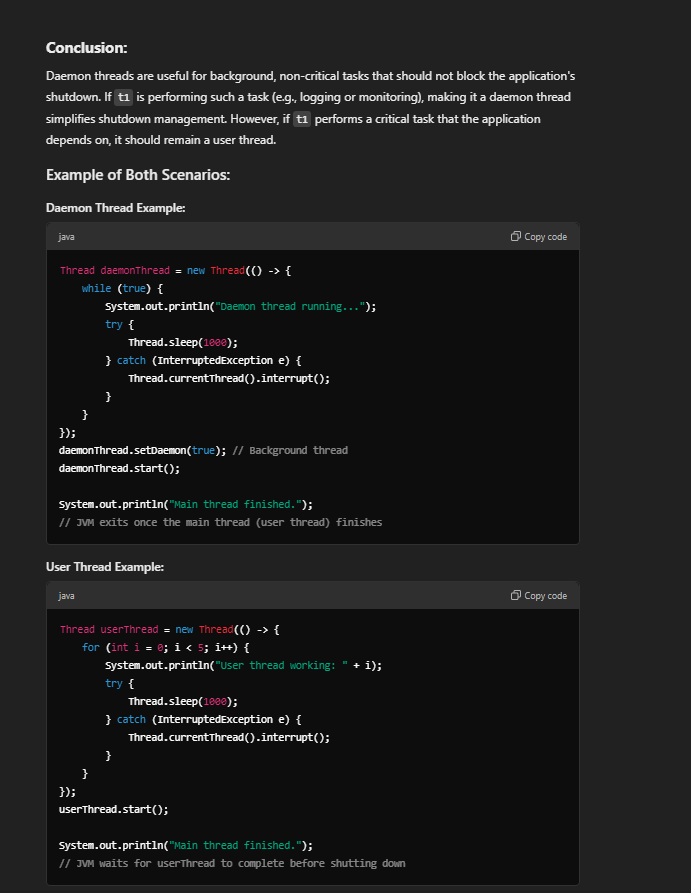 Conclusion:
Daemon threads are useful for background, non-critical tasks that should not block the application's
shutdown. If t1 is performing such a task (e.g., logging or monitoring), making it a daemon thread
simplifies shutdown management. However, if t1 performs a critical task that the application
depends on, it should remain a user thread.
Example of Both Scenarios:
Daemon Thread Example:
java Copy code
Thread daemonThread = new Thread(() -> {
    while (true) {
        System.out.println("Daemon thread running...");
        try {
            Thread.sleep(1000);
        } catch (InterruptedException e) {
            Thread.currentThread().interrupt();
        }
    }
});
daemonThread.setDaemon(true); // Background thread
daemonThread.start();
System.out.println("Main thread finished.");
// JVM exits once the main thread (user thread) finishes
User Thread Example:
java Copy code
Thread userThread = new Thread(() -> {
    for (int i = 0; i < 5; i++) {
        System.out.println("User thread working: " + i);
        try {
            Thread.sleep(1000);
        } catch (InterruptedException e) {
            Thread.currentThread().interrupt();
        }
    }
});
userThread.start();
System.out.println("Main thread finished.");
// JVM waits for userThread to complete before shutting down